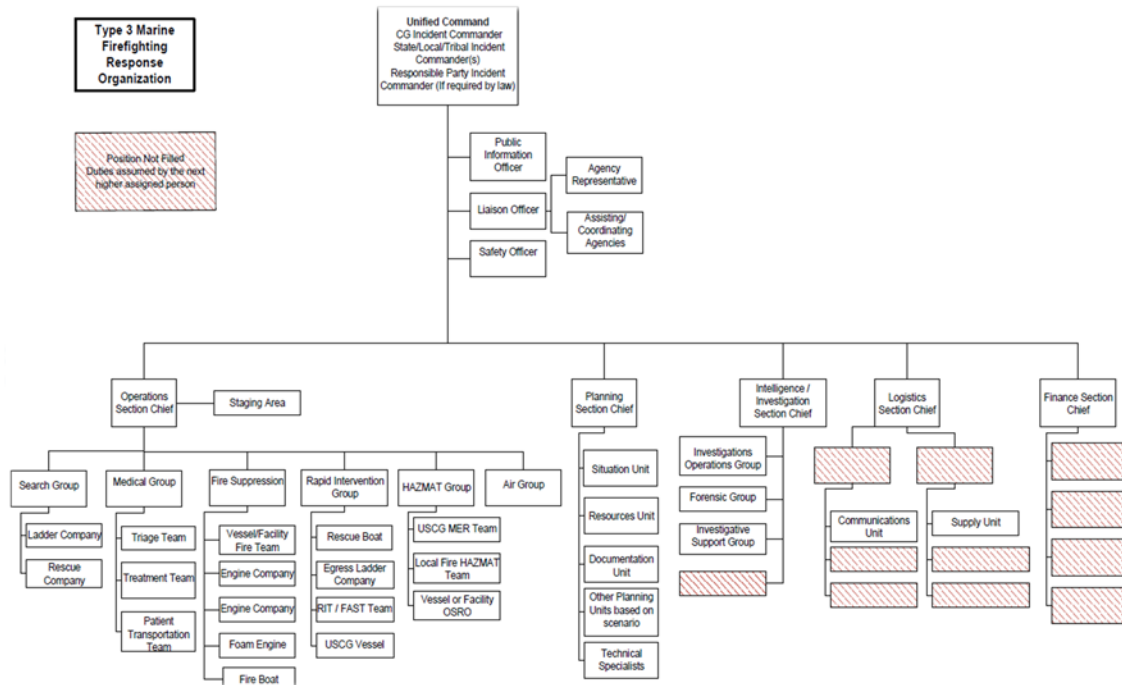 Type 3 Marine
Firefighting
Response
Organization
Unified Command
CG Incident Commander
State/Local/Tribal Incident
Commander(s)
Responsible Party Incident
Commander (If required by law)
Position Not Filled
Duties assumed by the next
higher assigned person
Public
Information
Officer
Agency
Representative
Liaison Officer
Assisting/
Coordinating
Agencies
Safety Officer
Operations
Section Chief
Staging Area
Planning
Section Chief
Intelligence /
Investigation
Section Chief
Logistics
Section Chief
Finance Section
Chief
Search Group
Medical Group
Fire Suppression
Rapid Intervention
Group
HAZMAT Group
Air Group
Ladder Company
Rescue
Company
Triage Team
Treatment Team
Patient
Transportation
Team
Vessel/Facility
Fire Team
Engine Company
Engine Company
Foam Engine
Fire Boat
Rescue Boat
Egress Ladder
Company
RIT / FAST Team
USCG Vessel
USCG MER Team
Local Fire HAZMAT
Team
Vessel or Facility
OSRO
Situation Unit
Resources Unit
Documentation
Unit
Other Planning
Units based on
scenario
Technical
Specialists
Investigations
Operations Group
Forensic Group
Investigative
Support Group
Communications
Unit
Supply Unit